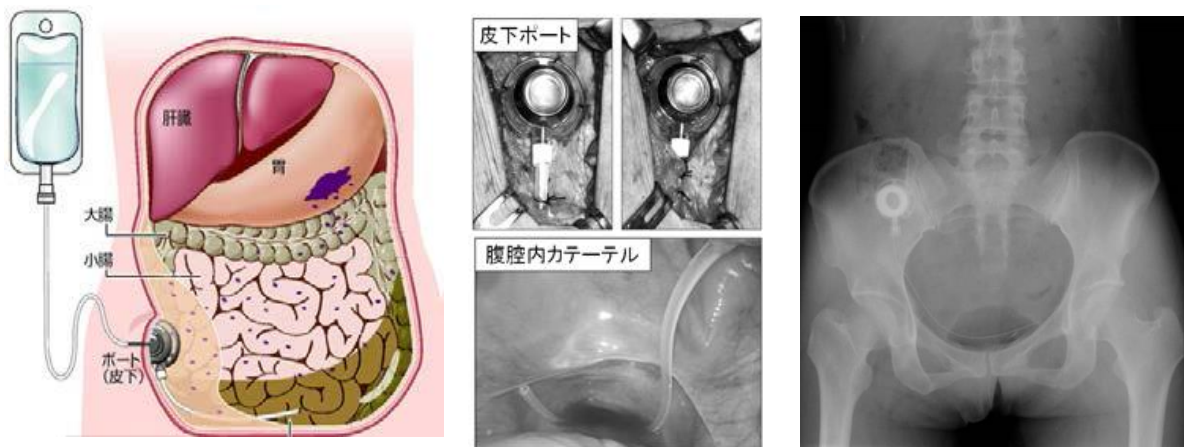 肝臓
胃
大腸
小腸
ポート
(皮下)
皮下ポート
腹腔内カテーテル